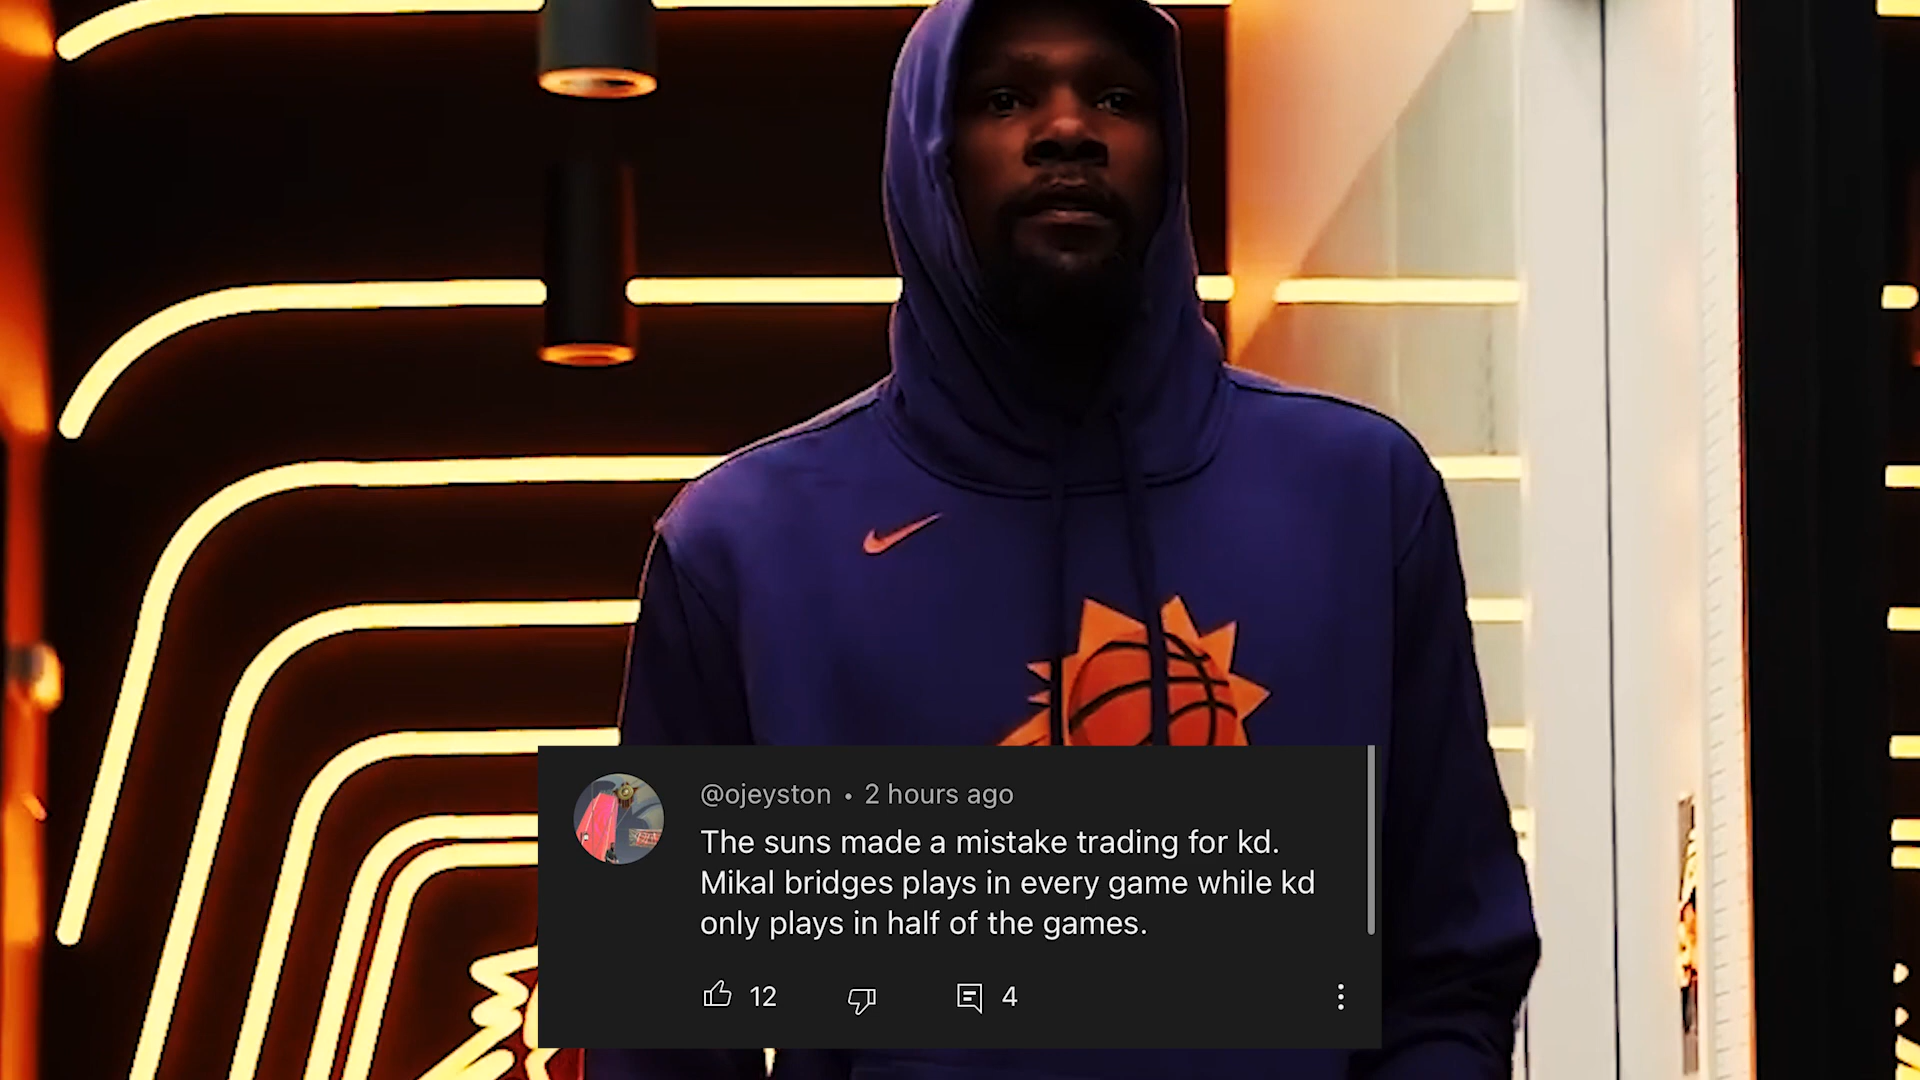 @ojeyston • 2 hours ago
The suns made a mistake trading for kd.
Mikal bridges plays in every game while kd
only plays in half of the games.
12 4